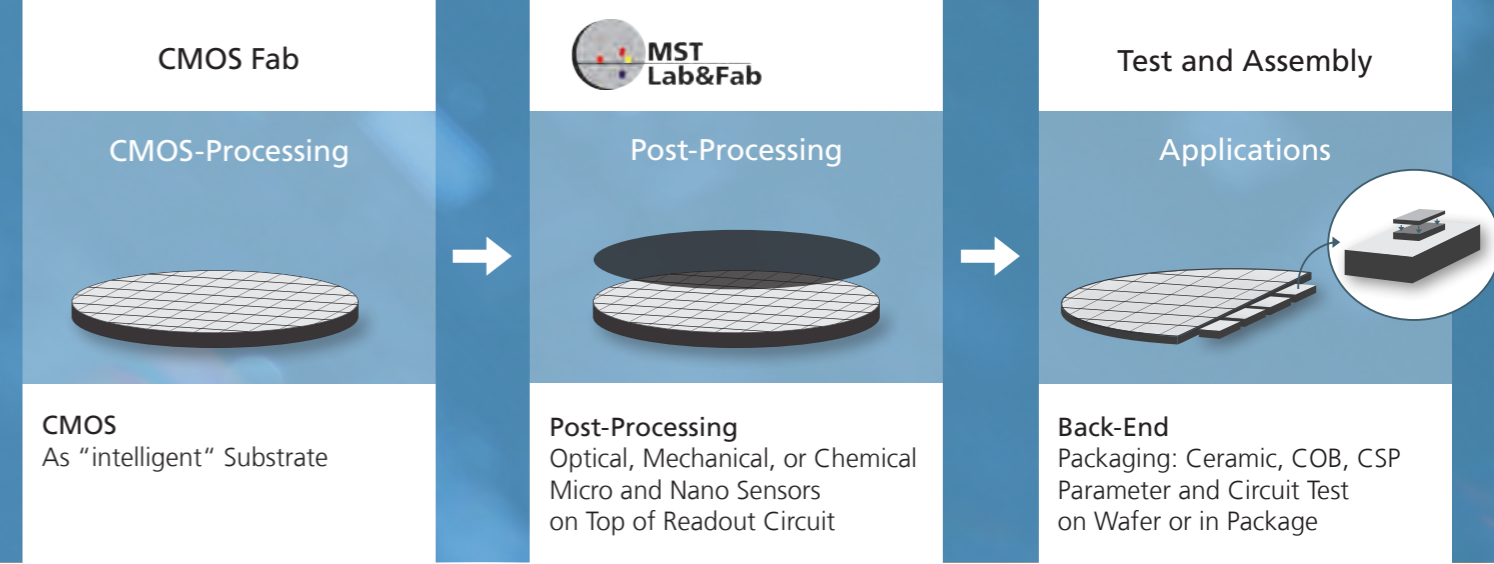 CMOS Fab
CMOS-Processing
CMOS
As “intelligent“ Substrate
MST
Lab&Fab
Post-Processing
Post-Processing
Optical, Mechanical, or Chemical
Micro and Nano Sensors
on Top of Readout Circuit
Test and Assembly
Applications
Back-End
Packaging: Ceramic, COB, CSP
Parameter and Circuit Test
on Wafer or in Package